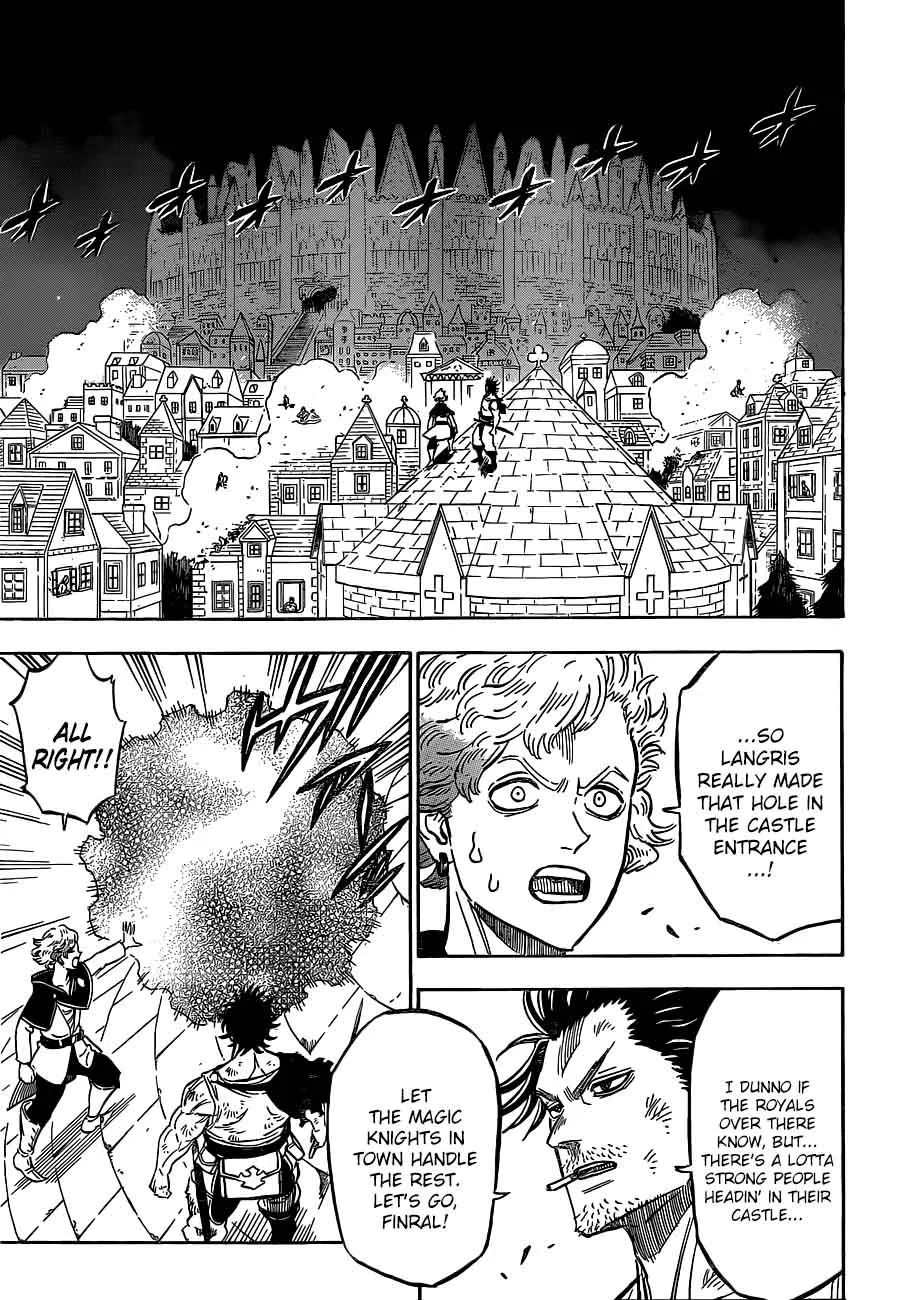 ...SO
LANGRIS
REALLY MADE
THAT HOLE IN
THE CASTLE
ENTRANCE
...!
I DUNNO IF
THE ROYALS
OVER THERE
KNOW, BUT...
THERE'S A LOTTA
STRONG PEOPLE
HEADIN' IN THEIR
CASTLE...
LET
THE MAGIC
KNIGHTS IN
TOWN HANDLE
THE REST.
LET'S GO,
FINRAL!
ALL
RIGHT!!